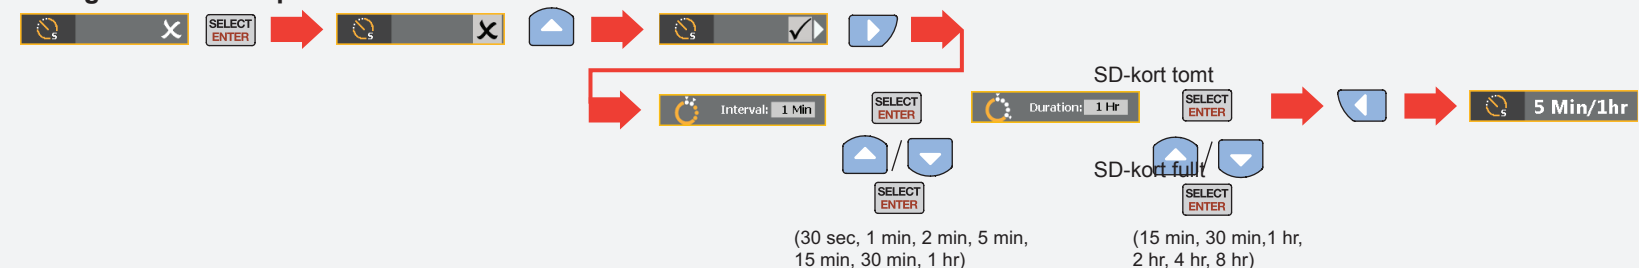 SELECT
ENTER
SD-kort tomt
Interval: 1 Min
SELECT
ENTER
Duration: 1 Hr
SELECT
ENTER
5 Min/1hr
/
/
SD-kort fullt
SELECT
ENTER
SELECT
ENTER
(30 sec, 1 min, 2 min, 5 min,
15 min, 30 min, 1 hr)
(15 min, 30 min,1 hr,
2 hr, 4 hr, 8 hr)